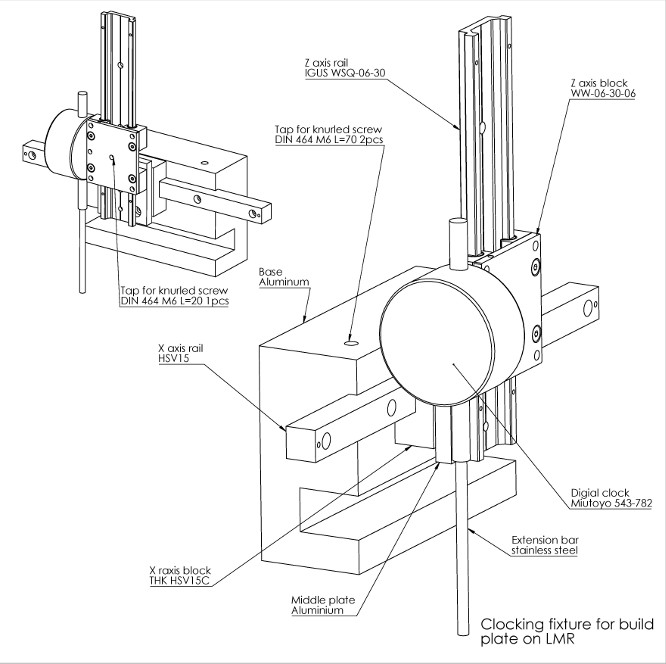 Z axis rail
IGUS WSQ-06-30
Z axis block
WW-06-30-06
Tap for knurled screw
DIN 464 M6 L=70 2pcs
Tap for knurled screw
DIN 464 M6 L=20 1pcs
Base
Aluminum
X axis rail
HSV15
Digial clock
Miutoyo 543-782
Extension bar
stainless steel
X raxis block
THK HSV15C
Middle plate
Aluminium
Clocking fixture for build
plate on LMR